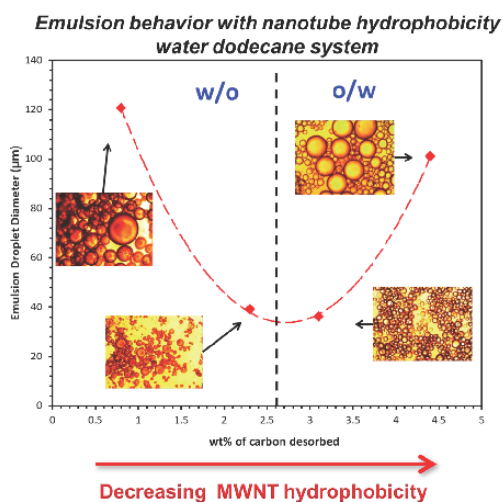 Emulsion behavior with nanotube hydrophobicity
water dodecane system
w/o
o/w
Emulsion Droplet Diameter (µm)
140
120
100
80
60
40
20
0
0
0.5
1
1.5
2
2.5
3
3.5
4
4.5
5
wt% of carbon desorbed
Decreasing MWNT hydrophobicity